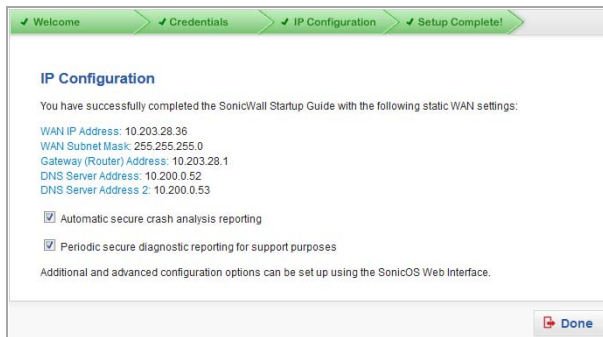 ✔ Welcome
✔ Credentials
✔ IP Configuration
✔ Setup Complete!
IP Configuration
You have successfully completed the SonicWall Startup Guide with the following static WAN settings:
WAN IP Address: 10.203.28.36
WAN Subnet Mask: 255.255.255.0
Gateway (Router) Address: 10.203.28.1
DNS Server Address: 10.200.0.52
DNS Server Address 2: 10.200.0.53
Automatic secure crash analysis reporting
Periodic secure diagnostic reporting for support purposes
Additional and advanced configuration options can be set up using the SonicOS Web Interface.
Done